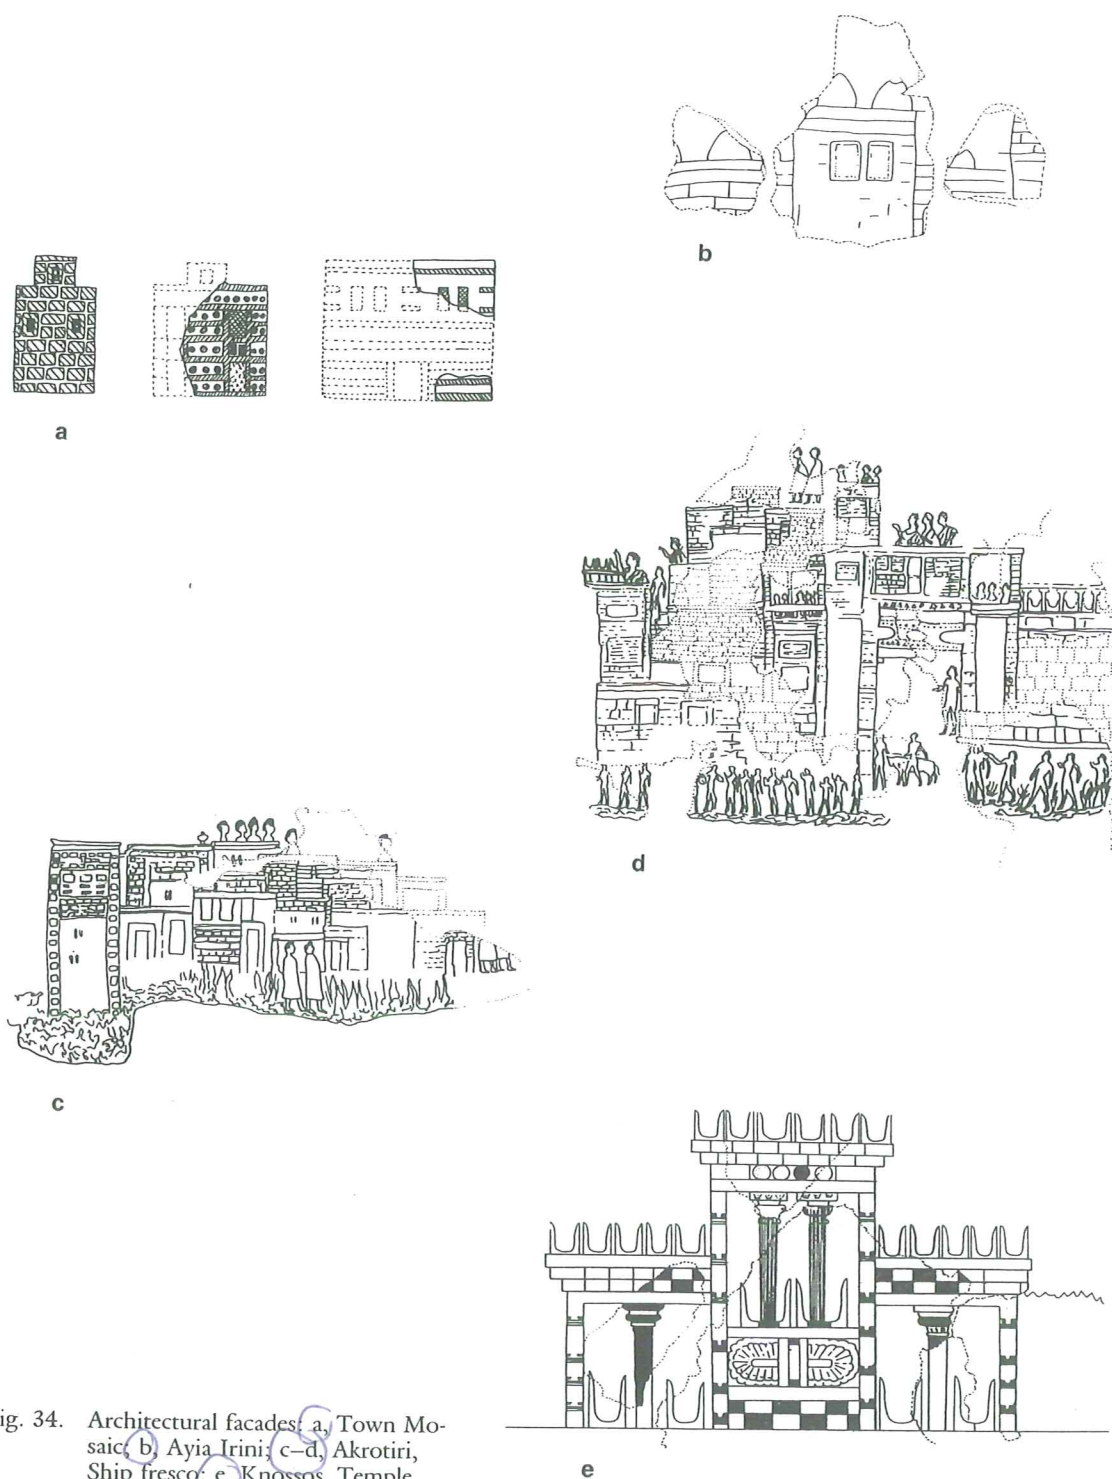 b
a
d
c
ig. 34. Architectural facades: a, Town Mo-
saic; b, Ayia Irini; c–d, Akrotiri,
Ship fresco; e, Knossos, Temple
e